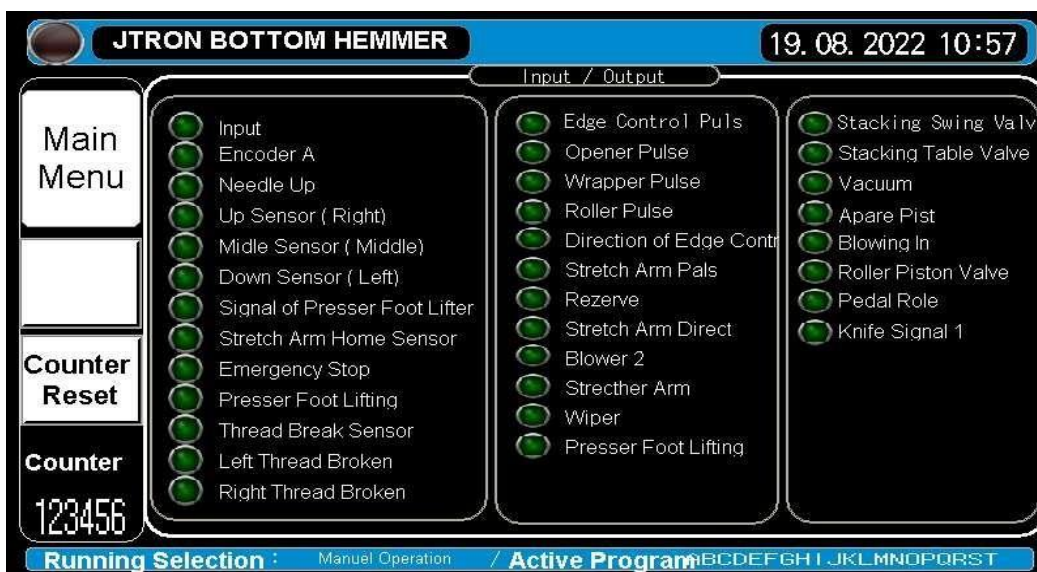 JTRON BOTTOM HEMMER
19. 08. 2022 10:57
Input / Output
Main
Menu
Counter
Reset
Counter
123456
Input
Encoder A
Needle Up
Up Sensor ( Right)
Midle Sensor ( Middle)
Down Sensor ( Left)
Signal of Presser Foot Lifter
Stretch Arm Home Sensor
Emergency Stop
Presser Foot Lifting
Thread Break Sensor
Left Thread Broken
Right Thread Broken
Edge Control Puls
Opener Pulse
Wrapper Pulse
Roller Pulse
Direction of Edge Contr
Stretch Arm Pals
Rezerve
Stretch Arm Direct
Blower 2
Strecther Arm
Wiper
Presser Foot Lifting
Stacking Swing Valv
Stacking Table Valve
Vacuum
Apare Pist
Blowing In
Roller Piston Valve
Pedal Role
Knife Signal 1
Running Selection : Manuel Operation / Active Program ABCDEFGHIJKLMNOPQRST